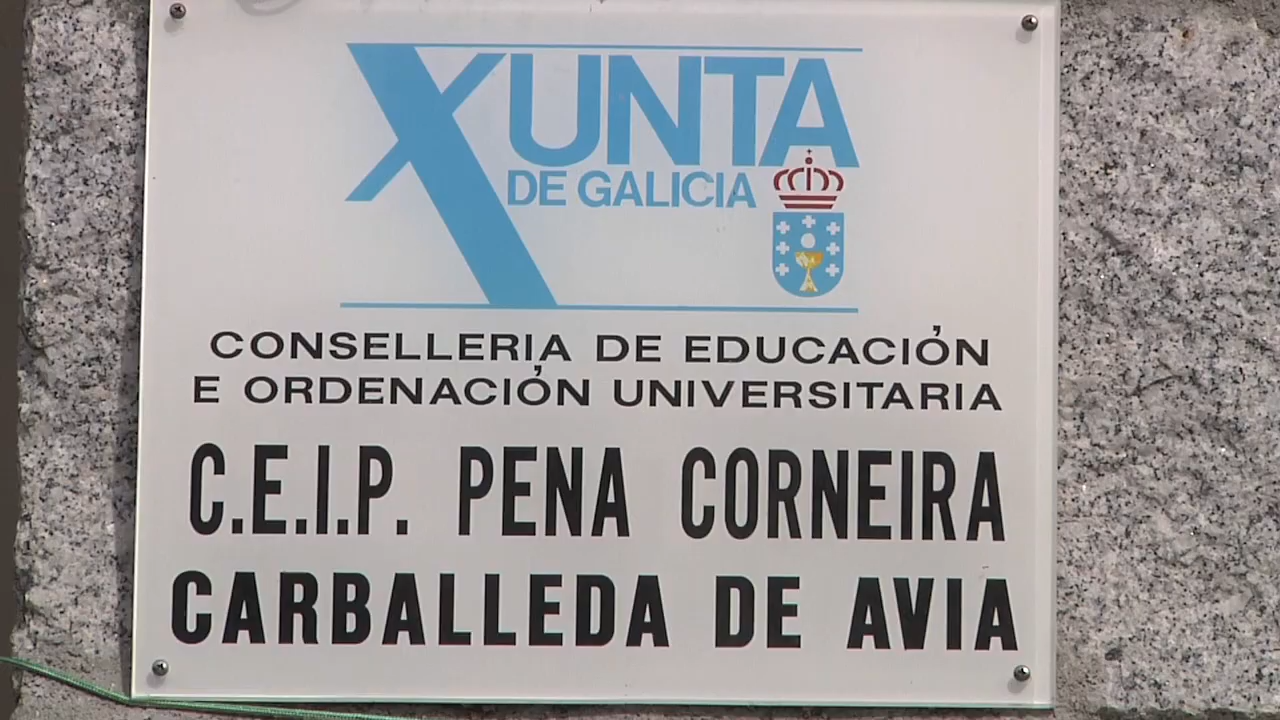 XUNTA
DE GALICIA
CONSELLERIA DE EDUCACIÓN
E ORDENACIÓN UNIVERSITARIA
C.E.I.P. PENA CORNEIRA
CARBALLEDA DE AVIA